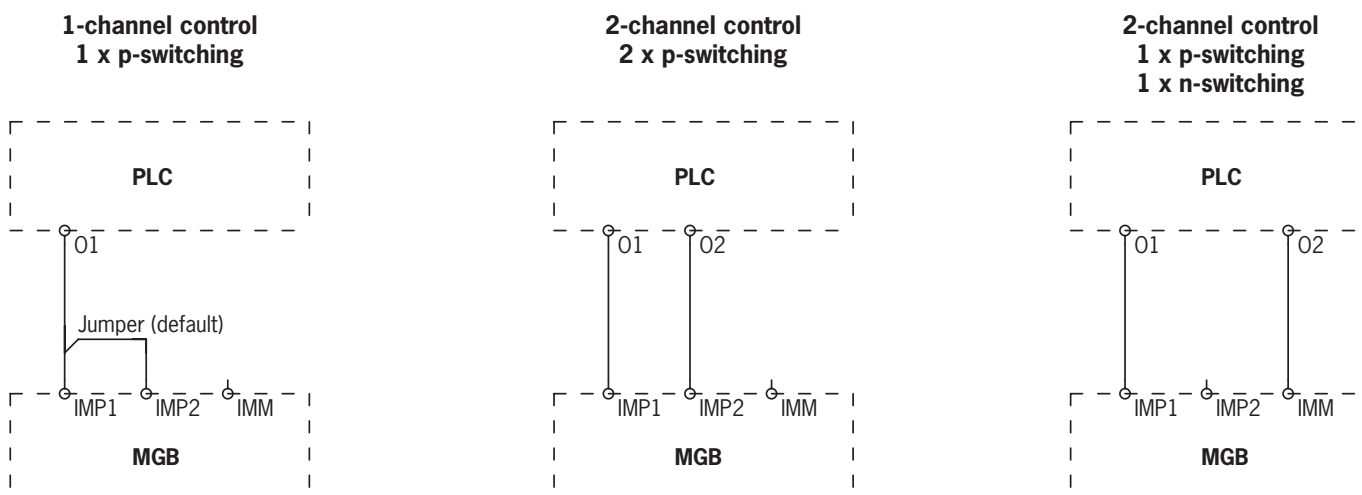 1-channel control
1 x p-switching
PLC
O1
Jumper (default)
IMP1 IMP2 IMM
MGB
2-channel control
2 x p-switching
PLC
O1 O2
IMP1 IMP2 IMM
MGB
2-channel control
1 x p-switching
1 x n-switching
PLC
O1 O2
IMP1 IMP2 IMM
MGB